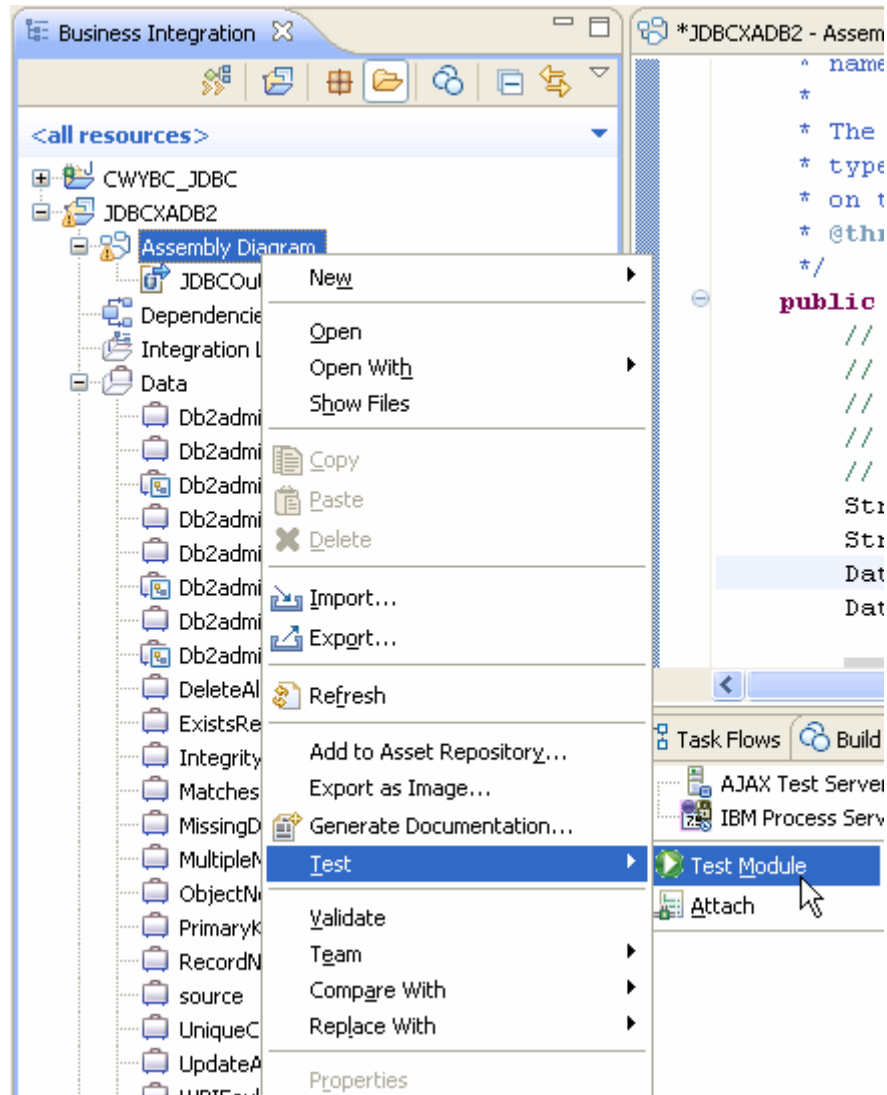 Business Integration
<all resources>
CWYBC_JDBC
JDBCXADB2
Assembly Diagram
JDBCOu
Dependencie
Integration L
Data
Db2admi
Db2admi
Db2admi
Db2admi
Db2admi
Db2admi
Db2admi
Db2admi
DeleteAl
ExistsRe
Integrity
Matches
MissingD
Multiple
ObjectN
PrimaryK
RecordN
source
UniqueC
UpdateA
New
Open
Open With
Show Files
Copy
Paste
Delete
Import...
Export...
Refresh
Add to Asset Repository...
Export as Image...
Generate Documentation...
Test
Validate
Team
Compare With
Replace With
Properties
Test Module
Attach
*JDBCXADB2 - Assem
* name
*
* The
* type
* on t
* @thr
*/
public
//
//
//
//
//
Str
Str
Dat
Dat
Task Flows
Build
AJAX Test Server
IBM Process Serv